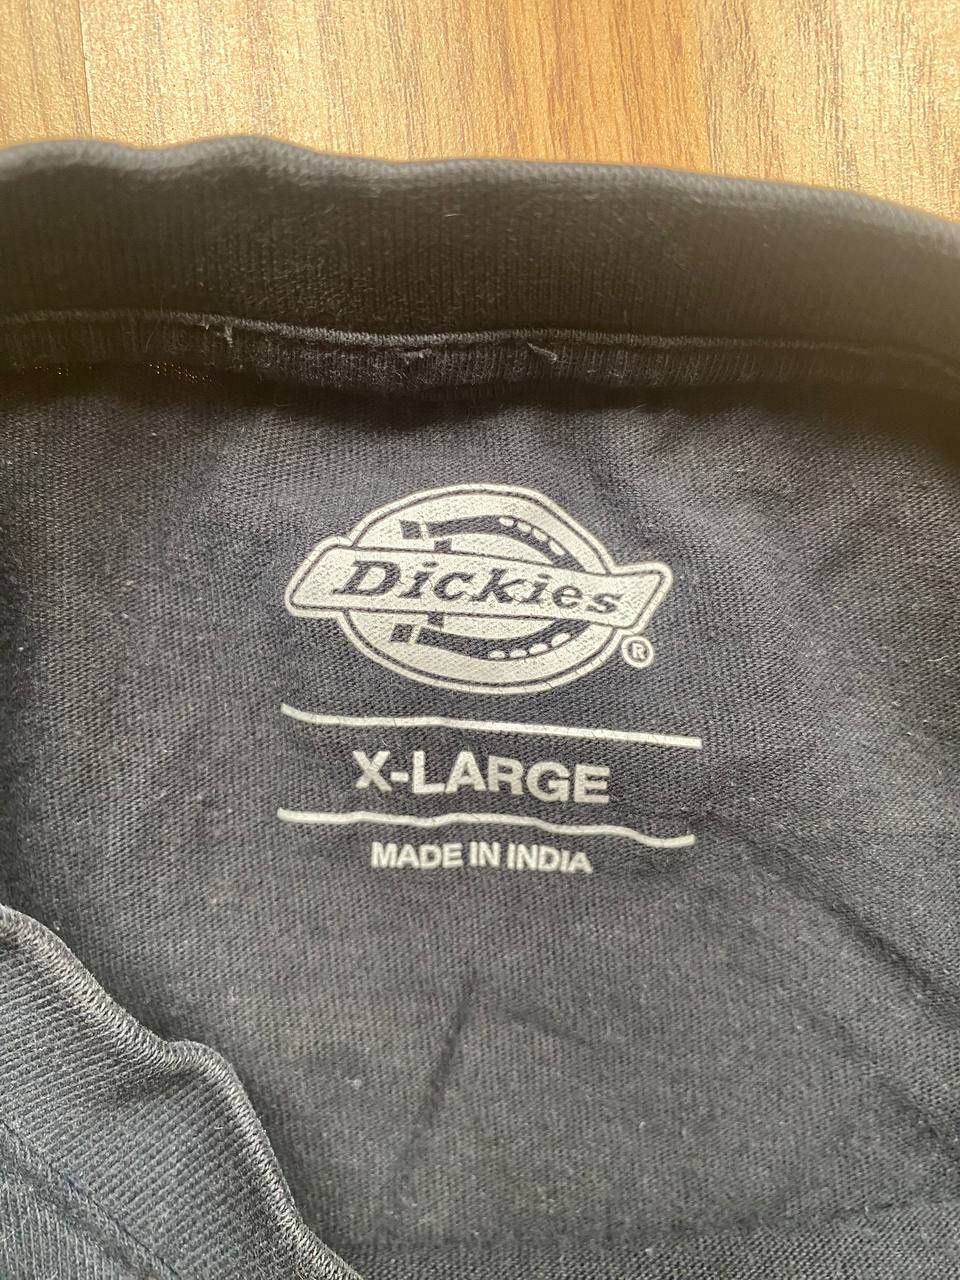 Dickies
®
X-LARGE
MADE IN INDIA